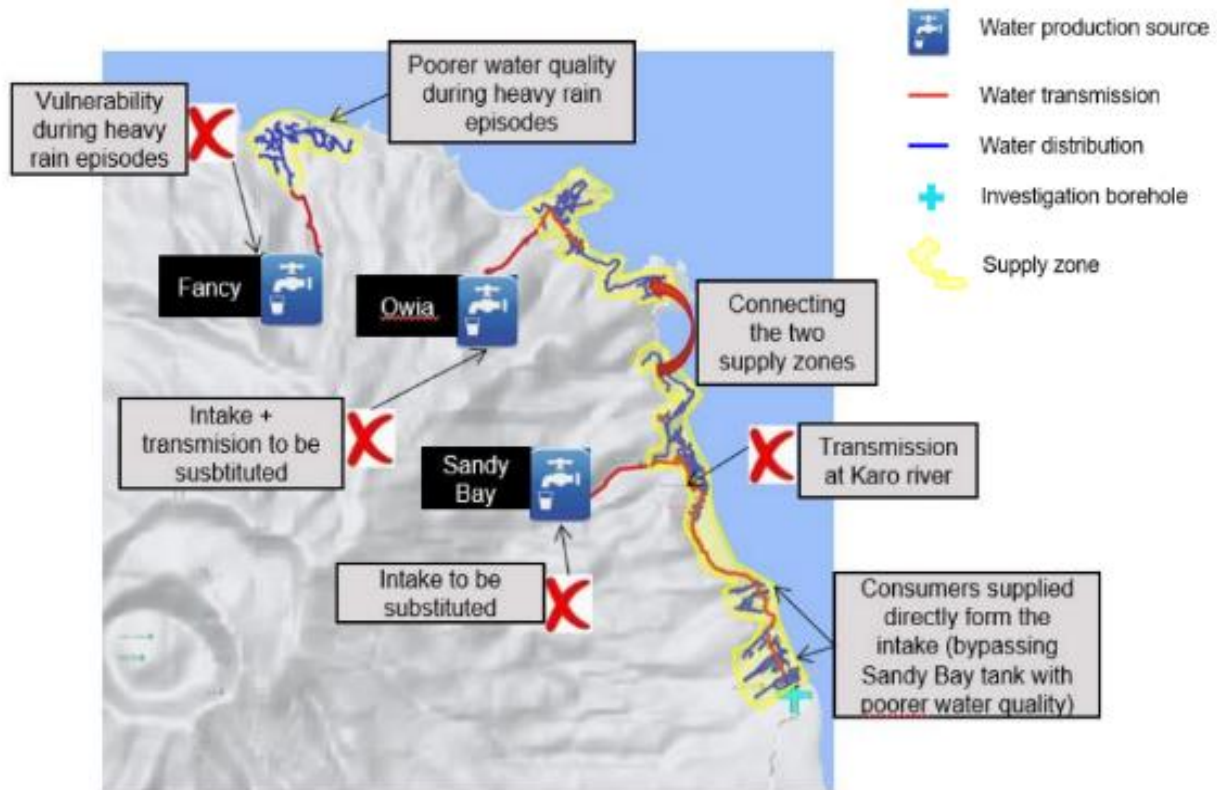 Water production source
Water transmission
Water distribution
Investigation borehole
Supply zone
Poorer water quality
during heavy rain
episodes
Vulnerability
during heavy
rain episodes
Fancy
Owia
Connecting
the two
supply zones
Intake +
transmision to be
susbtituted
Sandy
Bay
Transmission
at Karo river
Intake to be
substituted
Consumers supplied
directly form the
intake (bypassing
Sandy Bay tank with
poorer water quality)